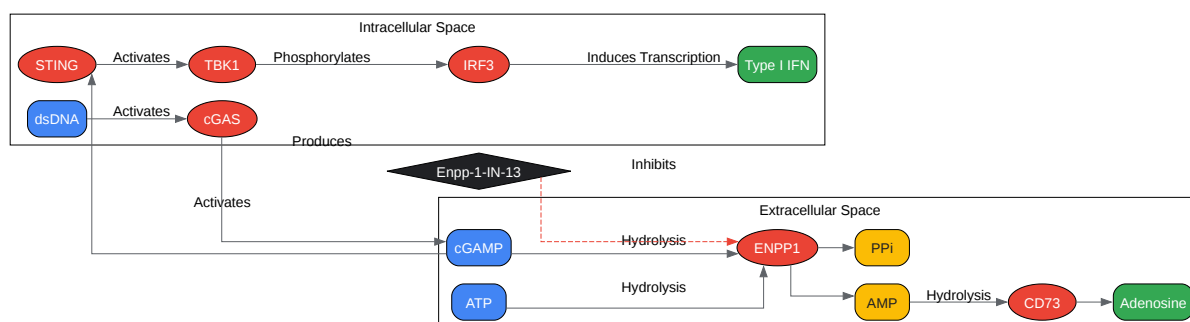 Intracellular Space
STING
Activates
TBK1
Phosphorylates
IRF3
Induces Transcription
Type I IFN
dsDNA
Activates
cGAS
Produces
Inhibits
Enpp-1-IN-13
Activates
Extracellular Space
cGAMP
Hydrolysis
ENPP1
PPi
ATP
Hydrolysis
AMP
Hydrolysis
CD73
Adenosine